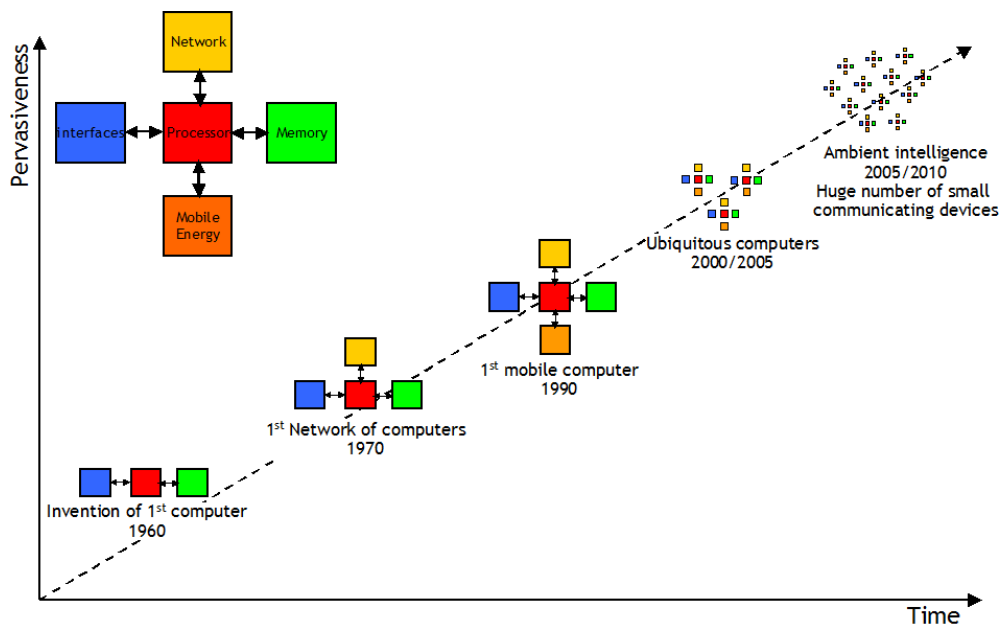 Network
Pervasiveness
interfaces
Processor
Memory
Mobile
Energy
Ambient intelligence
2005/2010
Huge number of small
communicating devices
Ubiquitous computers
2000/2005
1st mobile computer
1990
1st Network of computers
1970
Invention of 1st computer
1960
Time